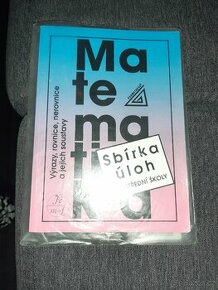 Ma
te
ma
ti
ka
Výrazy, rovnice, nerovnice
a jejich soustavy
Sbírka
úloh
STŘEDNÍ ŠKOLY